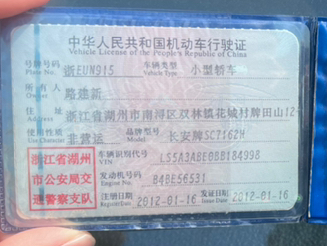 中华人民共和国机动车行驶证
Vehicle License of the People's Republic of China
号牌号码 浙EUN915 车辆类型 小型轿车
Plate No. Vehicle Type
所有人 路建新
Owner
住址 浙江省湖州市南浔区双林镇花城村牌田山12号
Address
使用性质 非营运 品牌型号 长安牌SC7162H
Use Character Model
浙江省湖州
市公安局交
通警察支队
车辆识别代号 LS5A3ABE0BB184998
VIN
发动机号码 B4BE56531
Engine No.
注册日期 2012-01-16 发证日期 2012-01-16
Register Date Issue Date